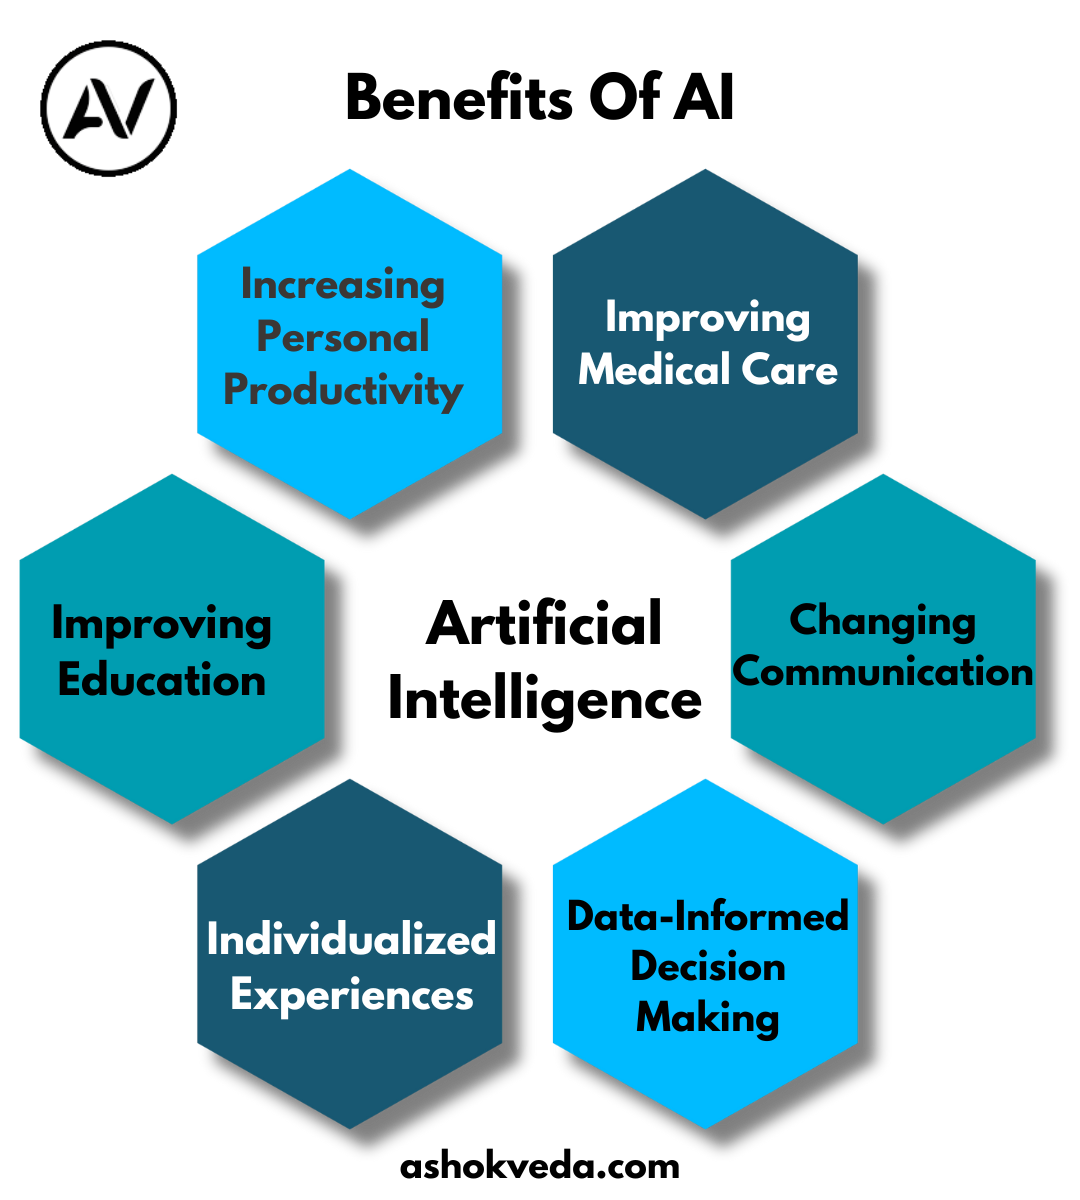 AV
Benefits Of AI
Increasing
Personal
Productivity
Improving
Medical Care
Improving
Education
Artificial
Intelligence
Changing
Communication
Individualized
Experiences
Data-Informed
Decision
Making
ashokveda.com